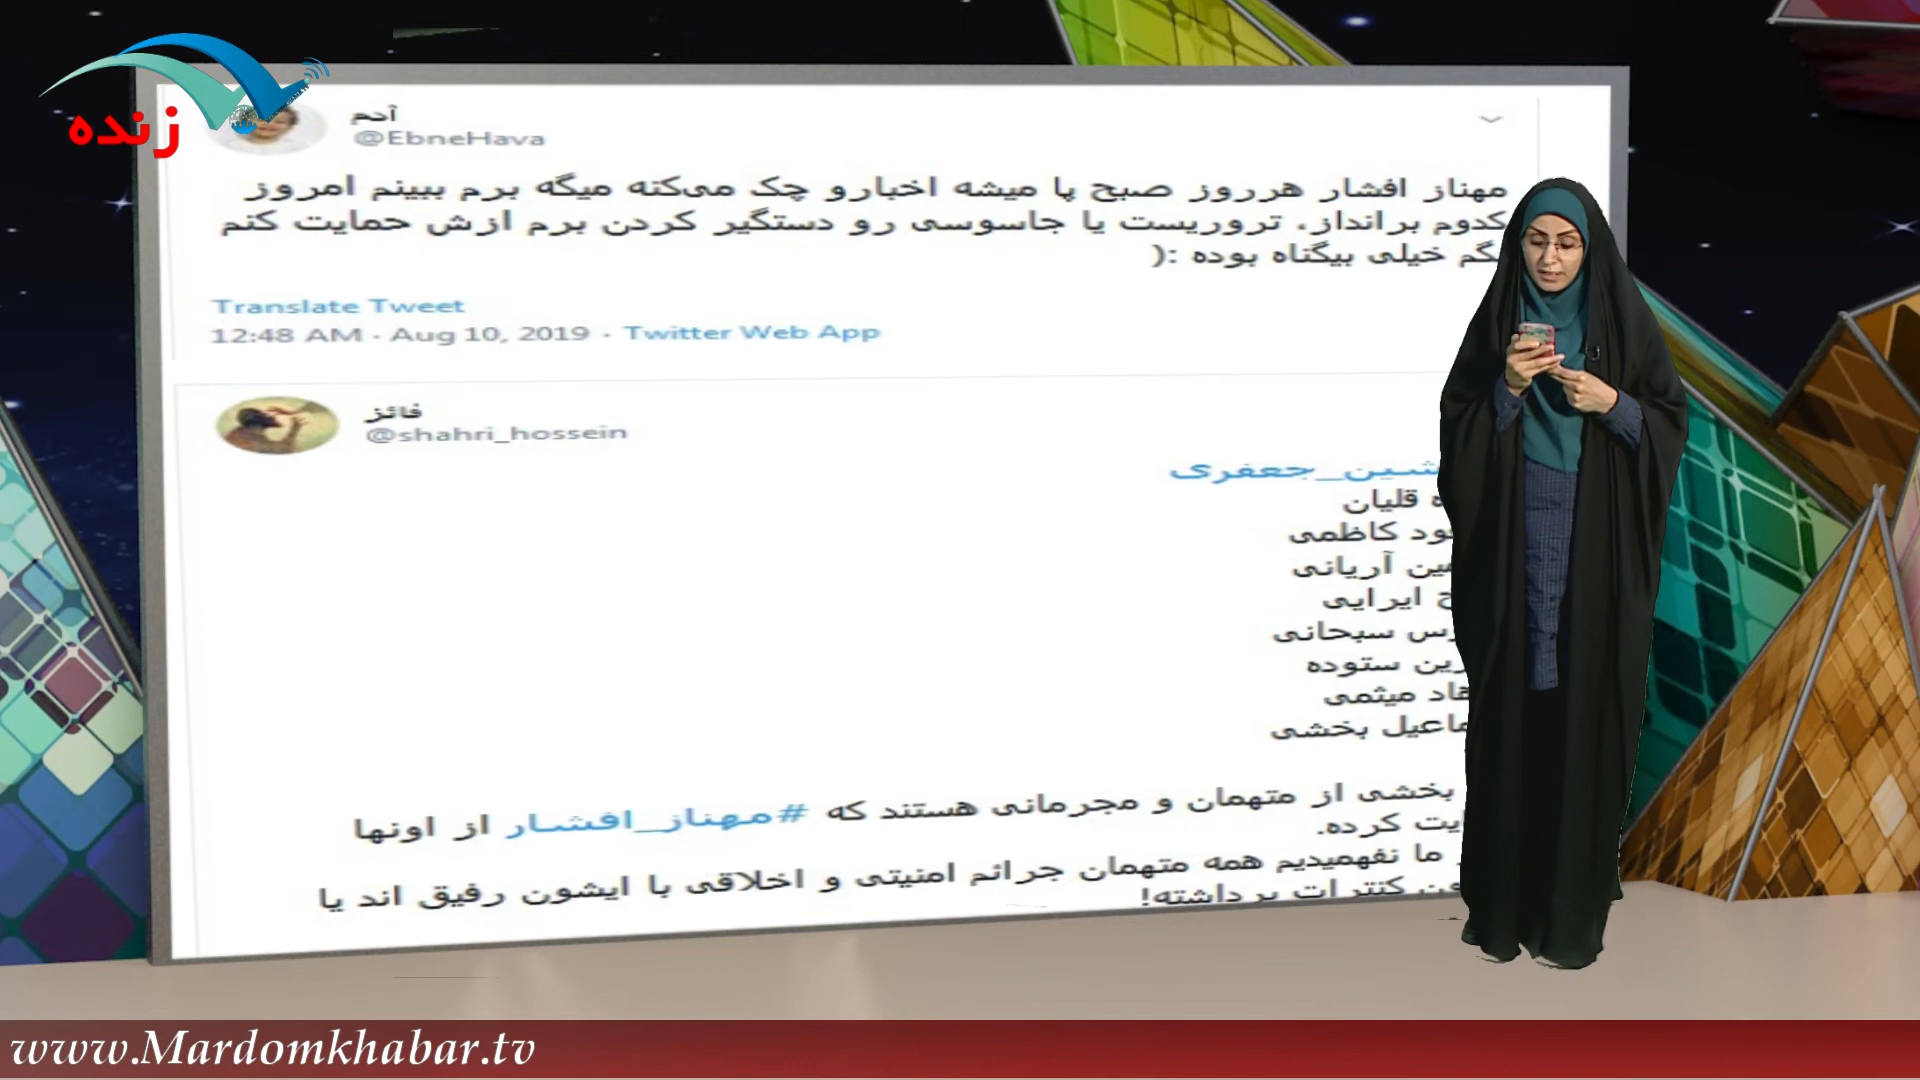 زنده
آدم
@EbneHava
مهناز افشار هرروز صبح پا میشه اخبارو چک می‌کنه میگه برم ببینم امروز
کدوم برانداز، تروریست یا جاسوسی رو دستگیر کردن برم ازش حمایت کنم
بگم خیلی بیگناه بوده :(
Translate Tweet
12:48 AM · Aug 10, 2019 · Twitter Web App
فائز
@shahri_hossein
جعفری
قلیان
کاظمی
آریانی
ایرایی
سبحانی
ستوده
میثمی
بخشی
بخشی از متهمان و مجرمانی هستند که #مهناز_افشار از اونها
کرده.
ما نفهمیدیم همه متهمان جرائم امنیتی و اخلاقی با ایشون رفیق اند یا
کنترات برداشته!
www.Mardomkhabar.tv